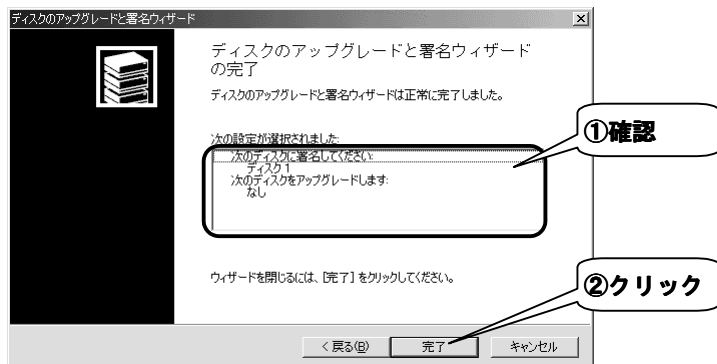 ディスクのアップグレードと署名ウィザード
ディスクのアップグレードと署名ウィザード
の完了
ディスクのアップグレードと署名ウィザードは正常に完了しました。
次の設定が選択されました:
次のディスクに署名してください:
ディスク 1
次のディスクをアップグレードします:
なし
①確認
ウィザードを閉じるには、[完了] をクリックしてください。
②クリック
< 戻る(B)
完了
キャンセル